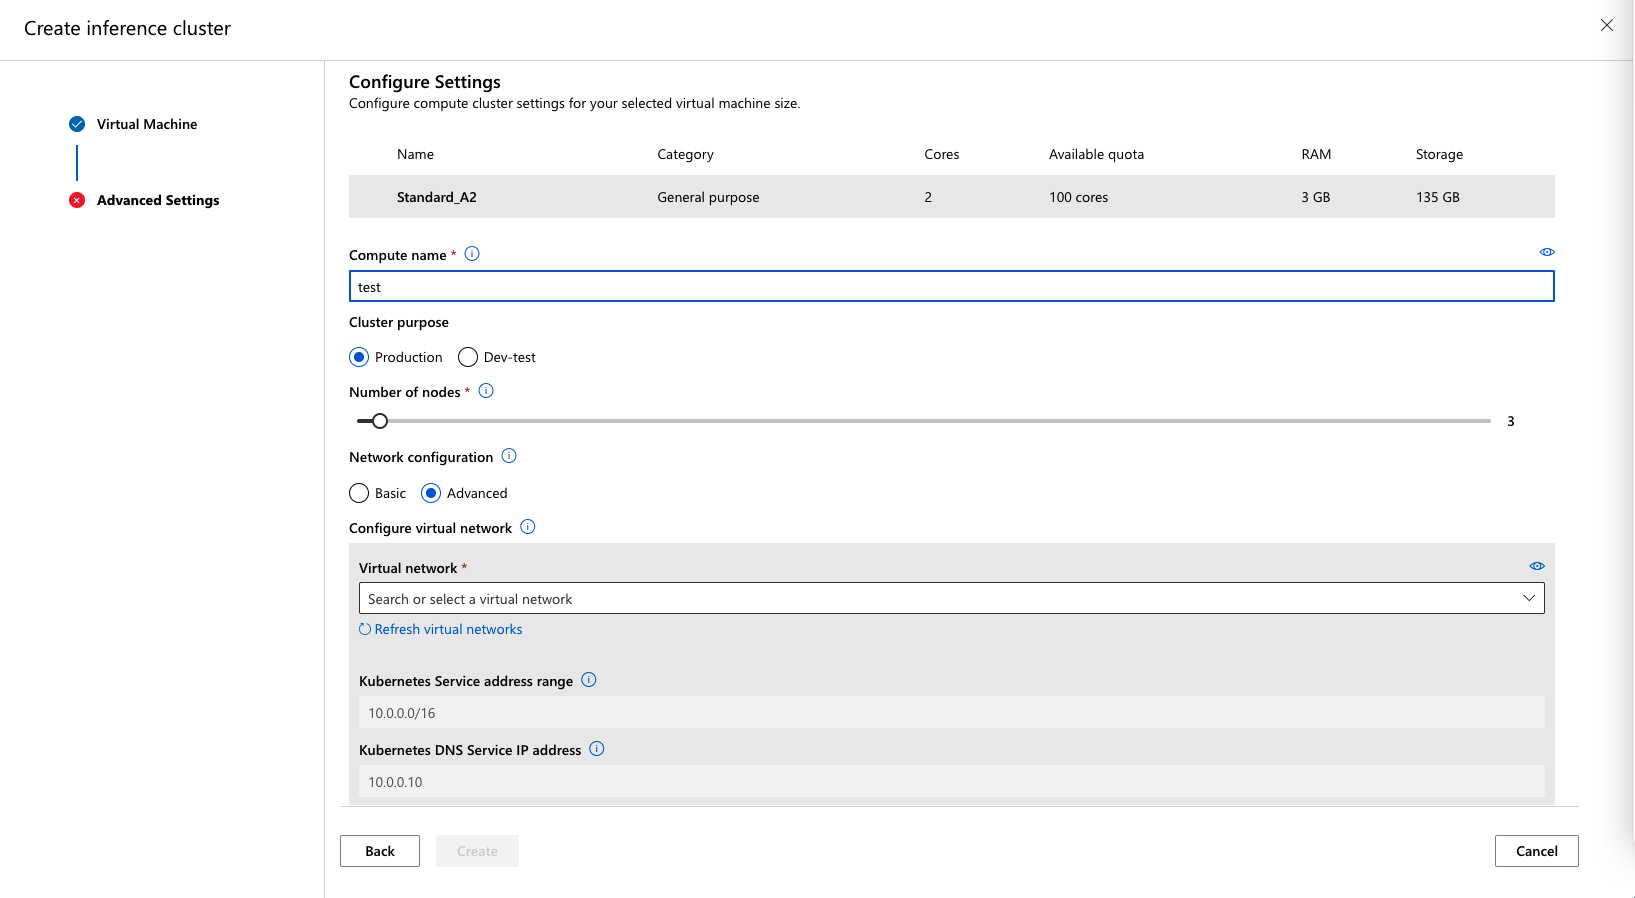 Create inference cluster
Virtual Machine
Advanced Settings
Configure Settings
Configure compute cluster settings for your selected virtual machine size.
Name Category Cores Available quota RAM Storage
Standard_A2 General purpose 2 100 cores 3 GB 135 GB
Compute name *
test
Cluster purpose
Production Dev-test
Number of nodes *
3
Network configuration
Basic Advanced
Configure virtual network
Virtual network *
Search or select a virtual network
Refresh virtual networks
Kubernetes Service address range
10.0.0.0/16
Kubernetes DNS Service IP address
10.0.0.10
Back Create Cancel